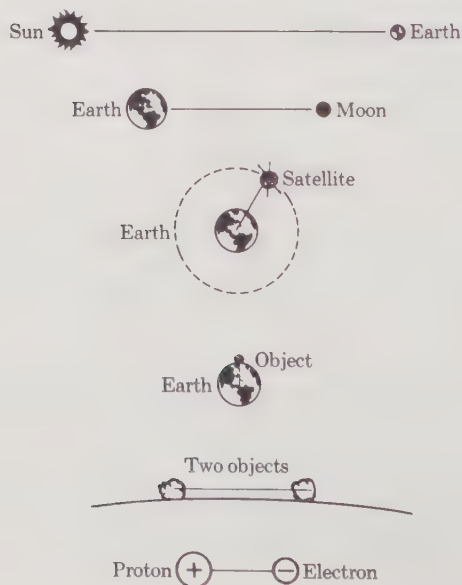 Sun Earth
Earth Moon
Satellite
Earth
Object
Earth
Two objects
Proton + − Electron